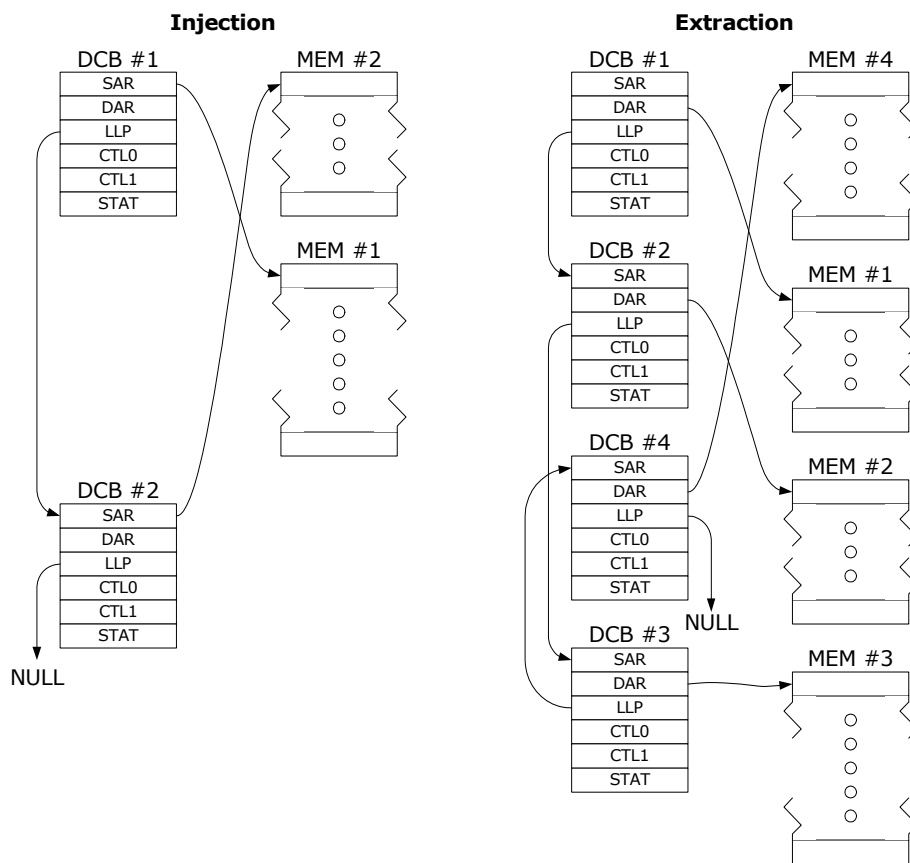 Injection
DCB #1
SAR
DAR
LLP
CTL0
CTL1
STAT
MEM #2
MEM #1
DCB #2
SAR
DAR
LLP
CTL0
CTL1
STAT
NULL
Extraction
DCB #1
SAR
DAR
LLP
CTL0
CTL1
STAT
MEM #4
DCB #2
SAR
DAR
LLP
CTL0
CTL1
STAT
MEM #1
DCB #4
SAR
DAR
LLP
CTL0
CTL1
STAT
NULL
MEM #2
DCB #3
SAR
DAR
LLP
CTL0
CTL1
STAT
MEM #3